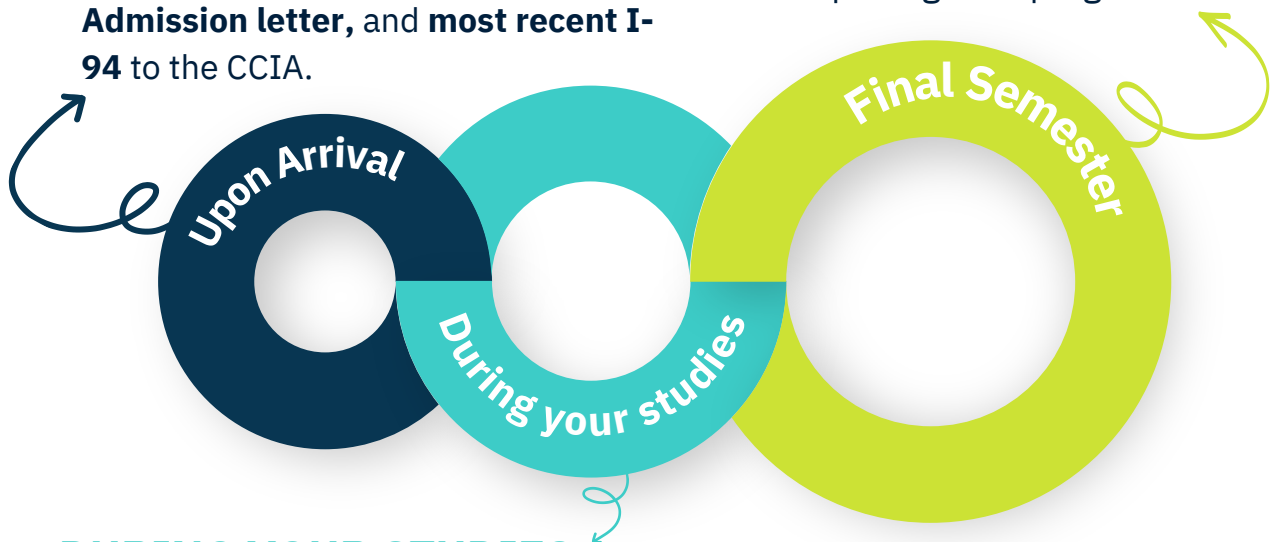 Admission letter, and most recent I-
94 to the CCIA.
Upon Arrival
During your studies
Final Semester